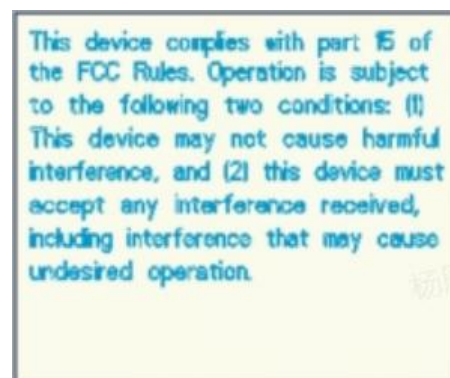 This device complies with part 15 of
the FCC Rules. Operation is subject
to the following two conditions: (1)
This device may not cause harmful
interference, and (2) this device must
accept any interference received,
including interference that may cause
undesired operation.